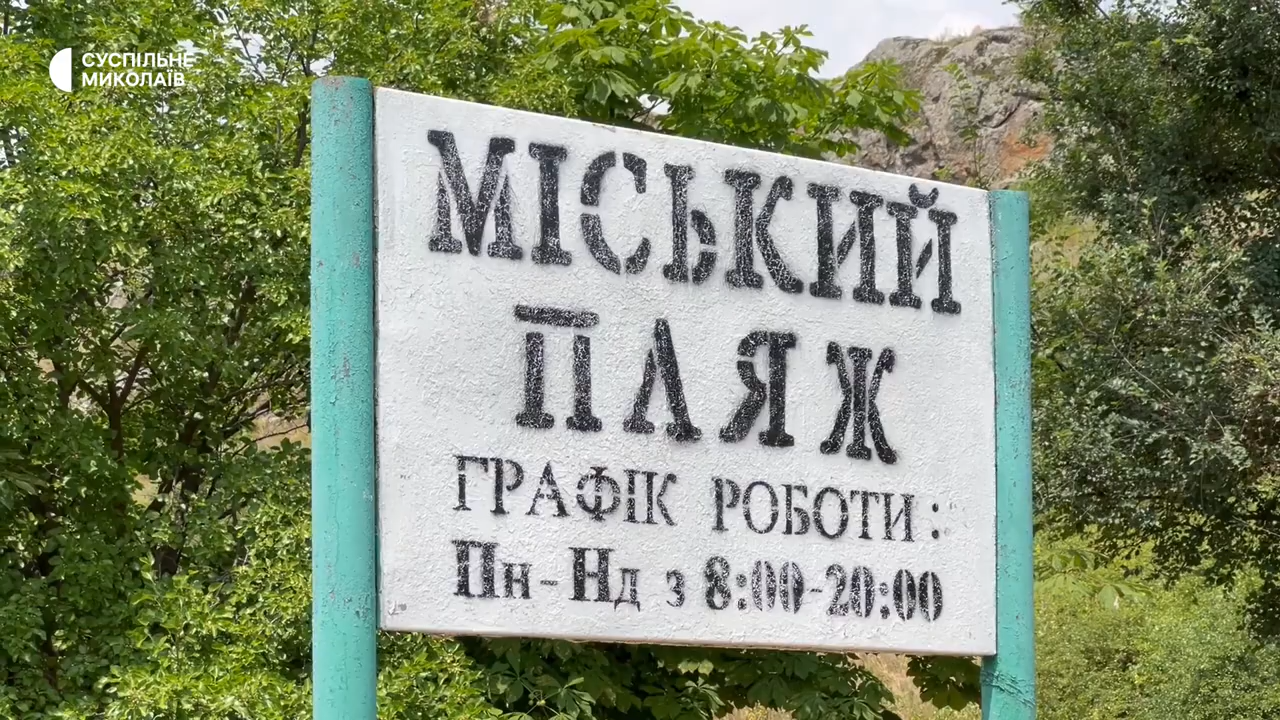 СУСПІЛЬНЕ
МИКОЛАЇВ
МІСЬКИЙ
ПЛЯЖ
ГРАФІК РОБОТИ:
Пн-Нд з 8:00-20:00